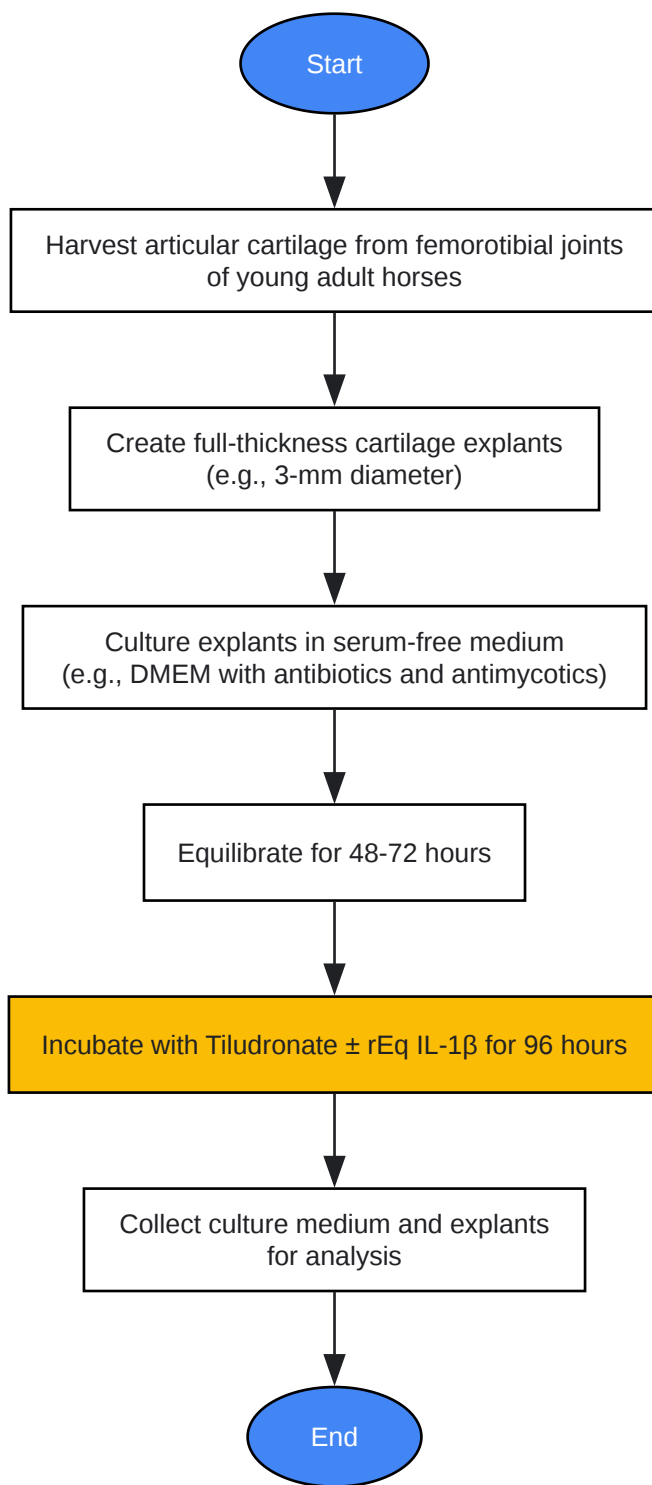 Start
Harvest articular cartilage from femorotibial joints
of young adult horses
Create full-thickness cartilage explants
(e.g., 3-mm diameter)
Culture explants in serum-free medium
(e.g., DMEM with antibiotics and antimycotics)
Equilibrate for 48-72 hours
Incubate with Tiludronate ± rEq IL-1β for 96 hours
Collect culture medium and explants
for analysis
End